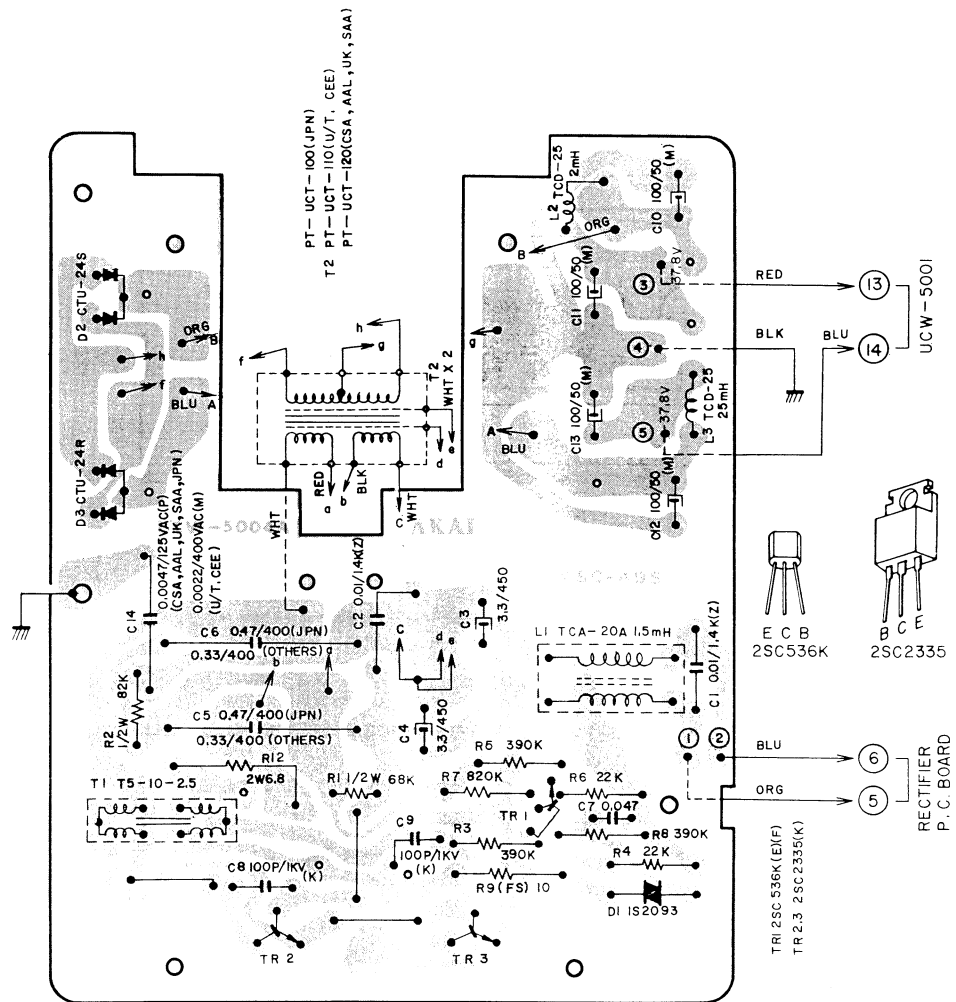 PT-UCT-100(JPN)
T2 PT-UCT-110(U/T. CEE)
PT-UCT-120(CSA,AAL,UK,SAA)
L2 TCD-25
2mH
C10 100/50(M)
ORG
B
D2 CTU-24S
ORG
B
h
f
BLU A
f
h
g
T2
WHT X 2
g
C11 100/50(M)
3
37.8V
RED
13
4
BLK
BLU
14
UCW-5001
C13 100/50(M)
5
37.8V
L3 TCD-25
25mH
A
BLU
C12 100/50(M)
D3 CTU-24R
RED
a
b
BLK
d
e
C
WHT
WHT
AKAI
0.0047/125VAC(P)
(CSA,AAL,UK,SAA,JPN)
0.0022/400VAC(M)
(U/T.CEE)
C14
C2 0.01/1.4K(Z)
C3
3.3/450
C
d
e
C6 0.47/400(JPN)
0.33/400 (OTHERS)
a
b
L1 TCA-20A 1.5mH
C1 0.01/1.4K(Z)
E C B
2SC536K
B C E
2SC2335
R2 82K
1/2W
C5 0.47/400(JPN)
0.33/400 (OTHERS)
C4
3.3/450
1
2
BLU
6
ORG
5
RECTIFIER
P.C. BOARD
R12
2W6.8
T1 T5-10-2.5
R1 1/2W 68K
R5 390K
R7 820K
R6 22K
TR1
C7 0.047
C9
100P/1KV
(K)
R3
390K
R8 390K
R4 22K
C8 100P/1KV
(K)
R9(FS) 10
D1 1S2093
TR2
TR3
TR1 2SC536K(E)(F)
TR2.3 2SC2335(K)